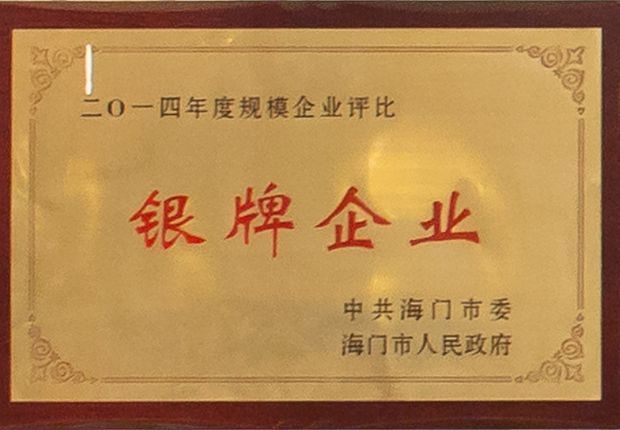 二O一四年度规模企业评比
银牌企业
中共海门市委
海门市人民政府